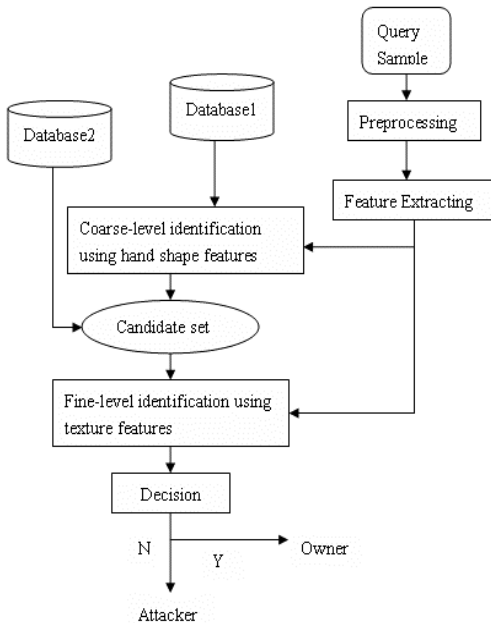 Query
Sample
Database1
Database2
Preprocessing
Feature Extracting
Coarse-level identification
using hand shape features
Candidate set
Fine-level identification using
texture features
Decision
N
Y
Owner
Attacker